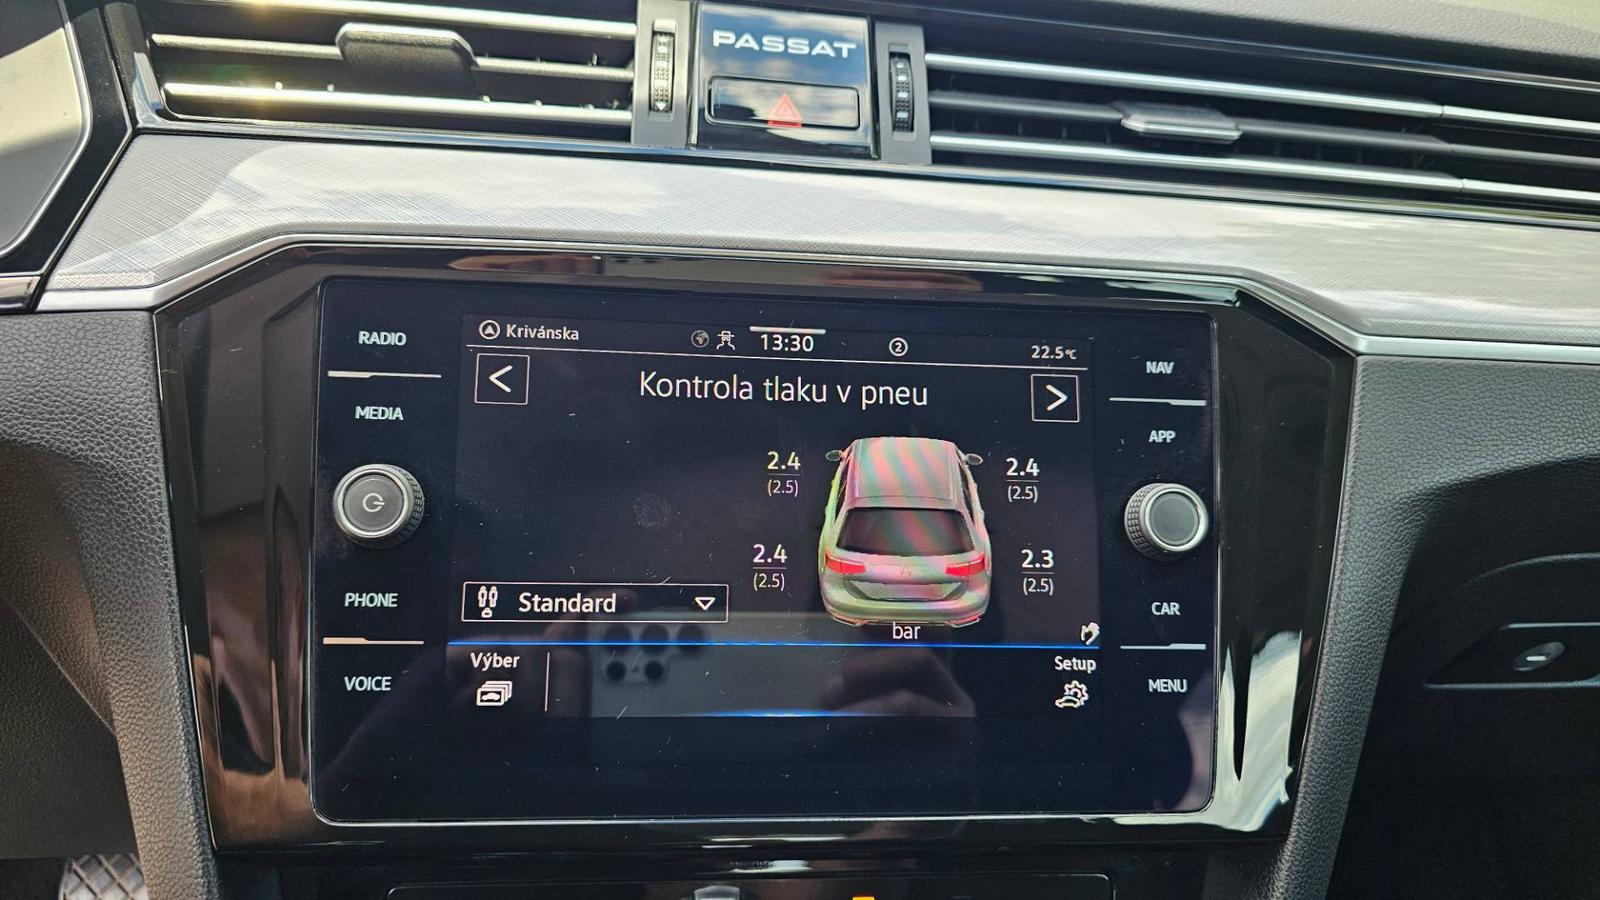 PASSAT
RADIO
MEDIA
PHONE
VOICE
Krivánska
13:30
2
22.5°C
Kontrola tlaku v pneu
2.4
(2.5)
2.4
(2.5)
2.4
(2.5)
2.3
(2.5)
Standard
bar
Výber
Setup
NAV
APP
CAR
MENU